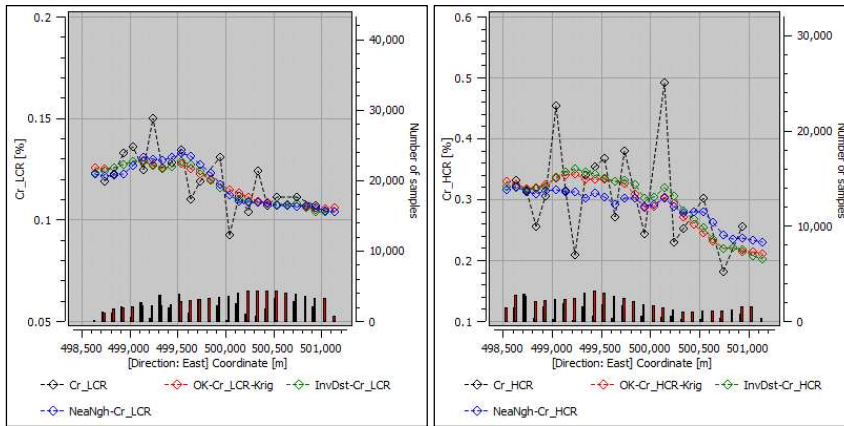 0.2
0.15
0.1
0.05
Cr_LCR [%]
40,000
30,000
20,000
10,000
0
Number of samples
498,500 499,000 499,500 500,000 500,500 501,000
[Direction: East] Coordinate [m]
Cr_LCR OK-Cr_LCR-Krig InvDst-Cr_LCR
NeaNgh-Cr_LCR
0.6
0.5
0.4
0.3
0.2
0.1
Cr_HCR [%]
30,000
20,000
10,000
0
Number of samples
498,500 499,000 499,500 500,000 500,500 501,000
[Direction: East] Coordinate [m]
Cr_HCR OK-Cr_HCR-Krig InvDst-Cr_HCR
NeaNgh-Cr_HCR